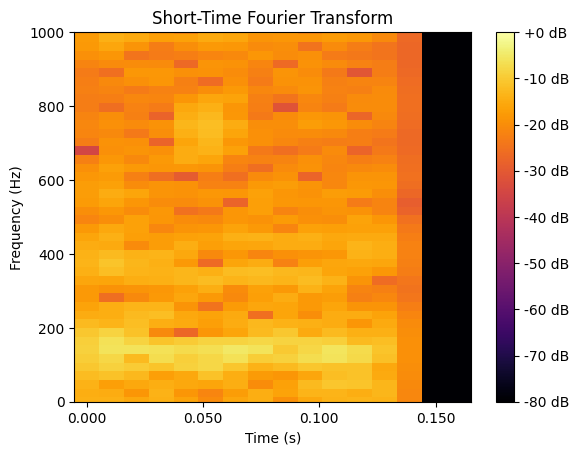 Short-Time Fourier Transform
1000
800
600
400
200
0
Frequency (Hz)
0.000
0.050
0.100
0.150
Time (s)
+0 dB
-10 dB
-20 dB
-30 dB
-40 dB
-50 dB
-60 dB
-70 dB
-80 dB